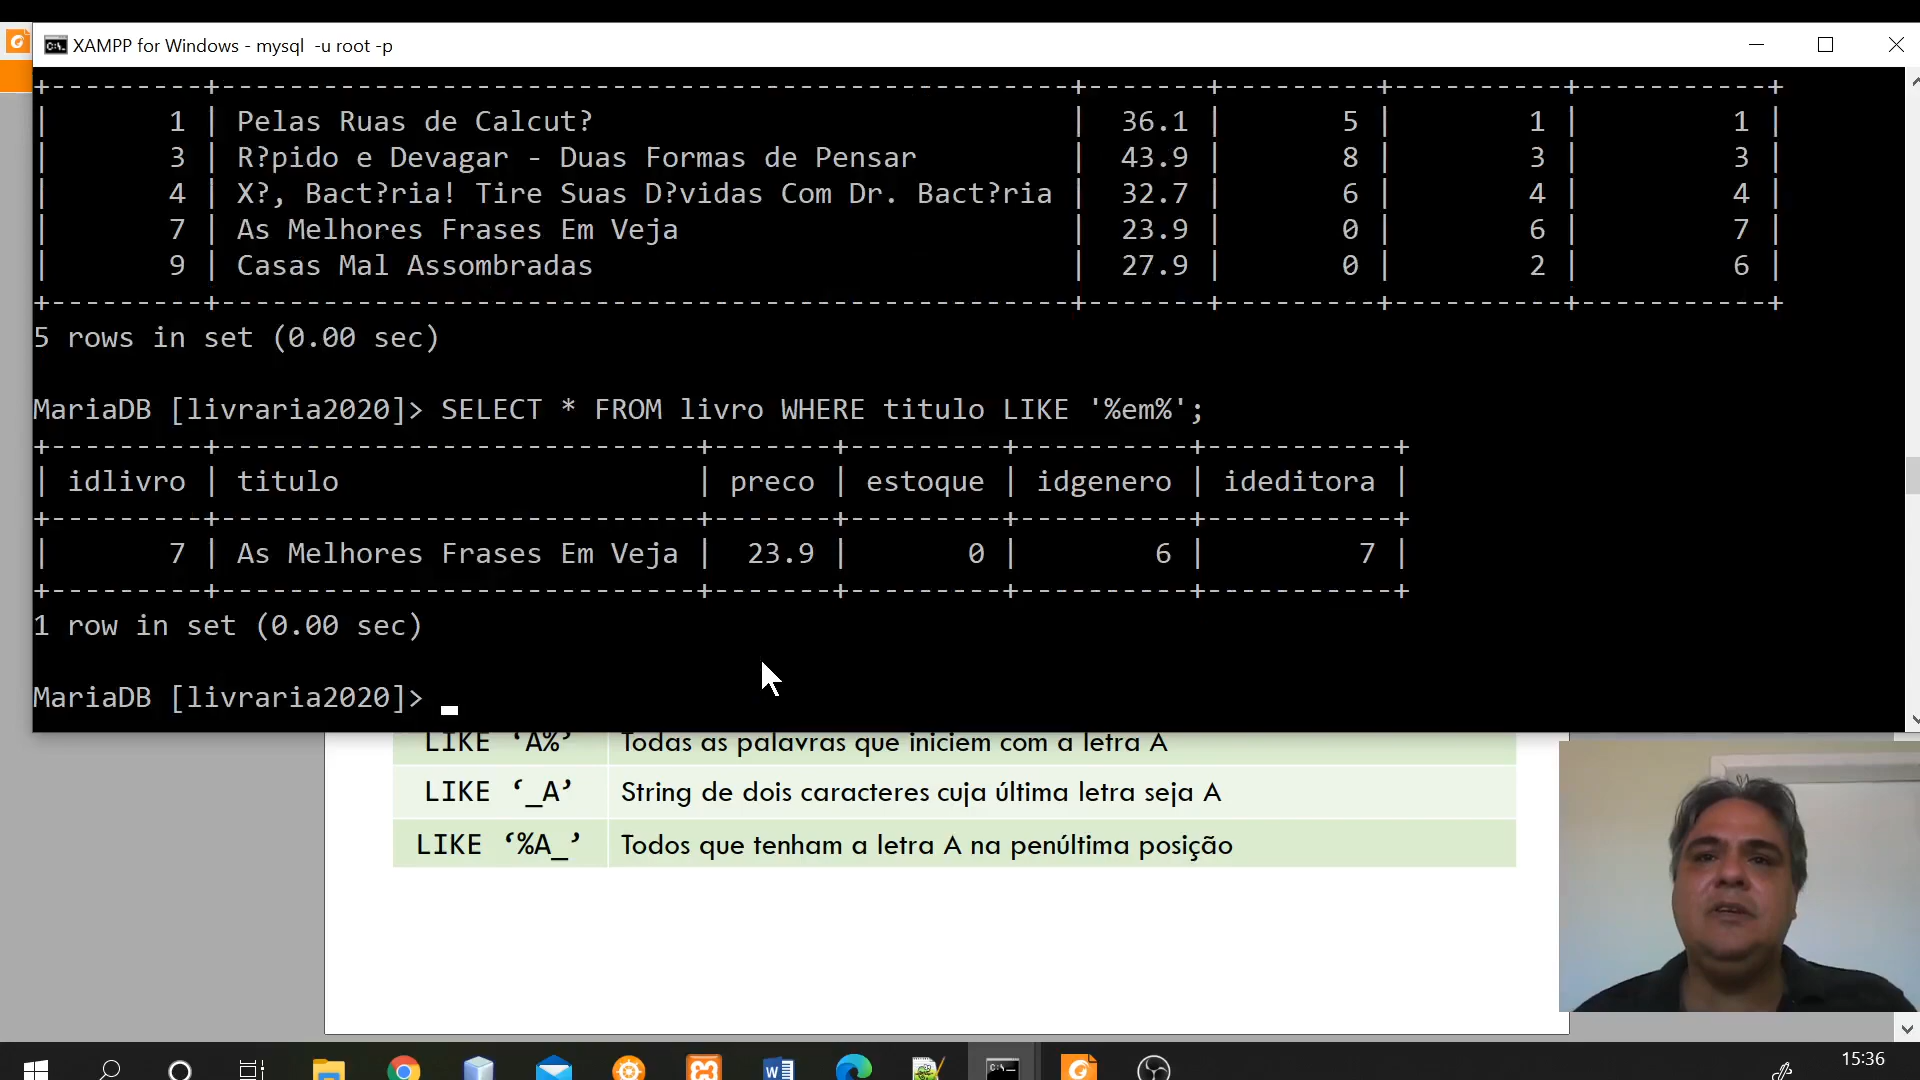 XAMPP for Windows - mysql  -u root -p
+---------+--------------------------------------------------+-------+---------+----------+-----------+
|       1 | Pelas Ruas de Calcut?                            |  36.1 |       5 |        1 |         1 |
|       3 | R?pido e Devagar - Duas Formas de Pensar         |  43.9 |       8 |        3 |         3 |
|       4 | X?, Bact?ria! Tire Suas D?vidas Com Dr. Bact?ria |  32.7 |       6 |        4 |         4 |
|       7 | As Melhores Frases Em Veja                       |  23.9 |       0 |        6 |         7 |
|       9 | Casas Mal Assombradas                            |  27.9 |       0 |        2 |         6 |
+---------+--------------------------------------------------+-------+---------+----------+-----------+
5 rows in set (0.00 sec)
MariaDB [livraria2020]> SELECT * FROM livro WHERE titulo LIKE '%em%';
+---------+----------------------------+-------+---------+----------+-----------+
| idlivro | titulo                     | preco | estoque | idgenero | ideditora |
+---------+----------------------------+-------+---------+----------+-----------+
|       7 | As Melhores Frases Em Veja |  23.9 |       0 |        6 |         7 |
+---------+----------------------------+-------+---------+----------+-----------+
1 row in set (0.00 sec)
MariaDB [livraria2020]> _
LIKE ‘A%’ Todas as palavras que iniciem com a letra A
LIKE ‘_A’ String de dois caracteres cuja última letra seja A
LIKE ‘%A_’ Todos que tenham a letra A na penúltima posição
15:36